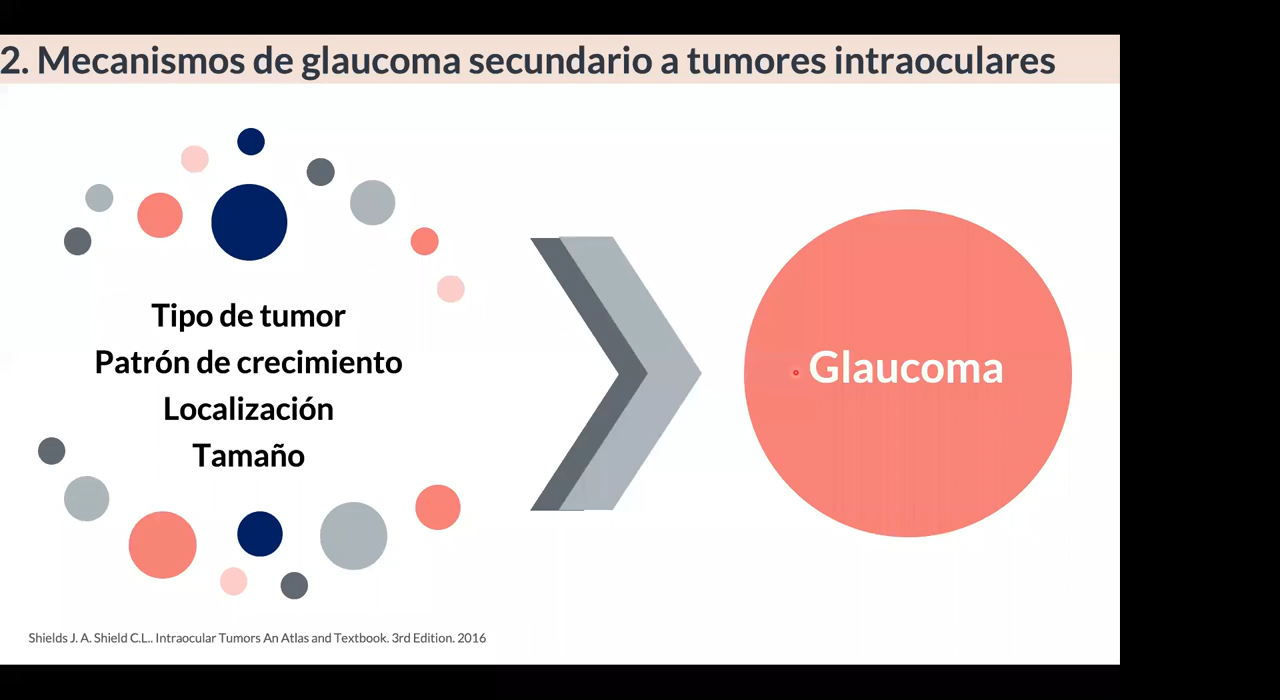 2. Mecanismos de glaucoma secundario a tumores intraoculares
Tipo de tumor
Patrón de crecimiento
Localización
Tamaño
Glaucoma
Shields J. A. Shield C.L.. Intraocular Tumors An Atlas and Textbook. 3rd Edition. 2016